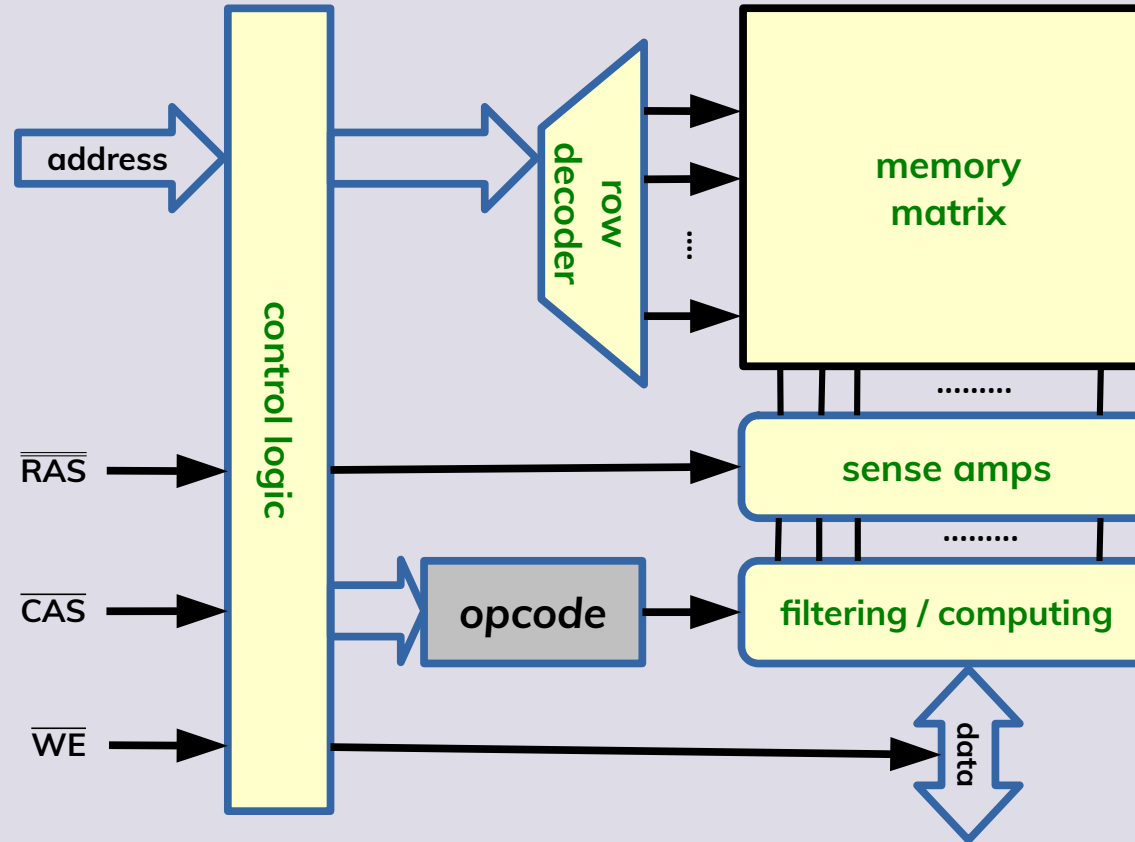 address
control logic
row
decoder
....
memory
matrix
.........
RAS
sense amps
.........
CAS
opcode
filtering / computing
WE
data